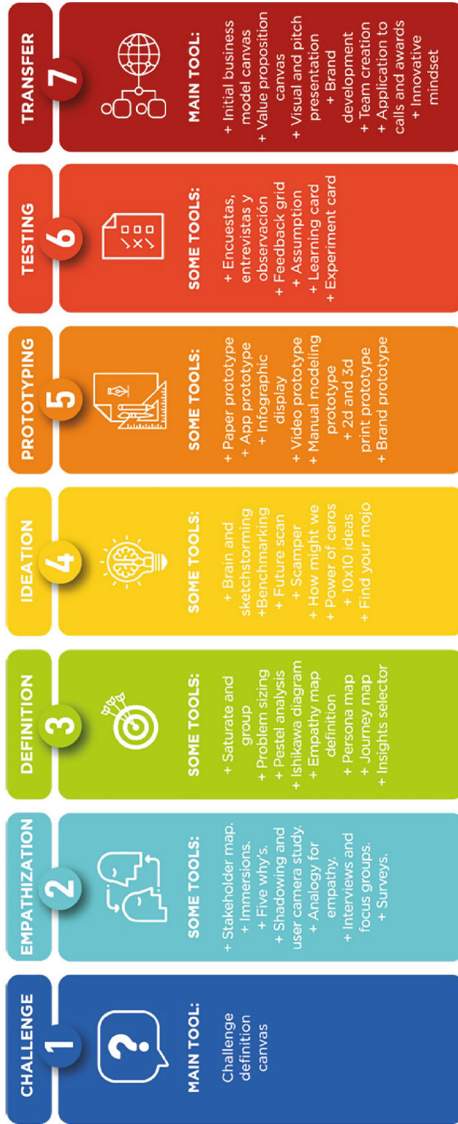 CHALLENGE
1
?
MAIN TOOL:
Challenge
definition
canvas
EMPATHIZATION
2
SOME TOOLS:
+ Stakeholder map.
+ Immersions.
+ Five why's.
+ Shadowing and
user camera study.
+ Analogy for
empathy.
+ Interviews and
focus groups.
+ Surveys.
DEFINITION
3
SOME TOOLS:
+ Saturate and
group
+ Problem sizing
+ Pestel analysis
+ Ishikawa diagram
+ Empathy map
definition
+ Persona map
+ Journey map
+ Insights selector
IDEATION
4
SOME TOOLS:
+ Brain and
sketchstorming
+Benchmarking
+ Future scan
+ Scamper
+ How might we
+ Power of ceros
+ 10x10 ideas
+ Find your mojo
PROTOTYPING
5
SOME TOOLS:
+ Paper prototype
+ App prototype
+ Infographic
display
+ Video prototype
+ Manual modeling
prototype
+ 2d and 3d
print prototype
+ Brand prototype
TESTING
6
SOME TOOLS:
+ Encuestas,
entrevistas y
observación
+ Feedback grid
+ Assumption
+ Learning card
+ Experiment card
TRANSFER
7
MAIN TOOL:
+ Initial business
model canvas
+ Value proposition
canvas
+ Visual and pitch
presentation
+ Brand
development
+ Team creation
+ Application to
calls and awards
+ Innovative
mindset